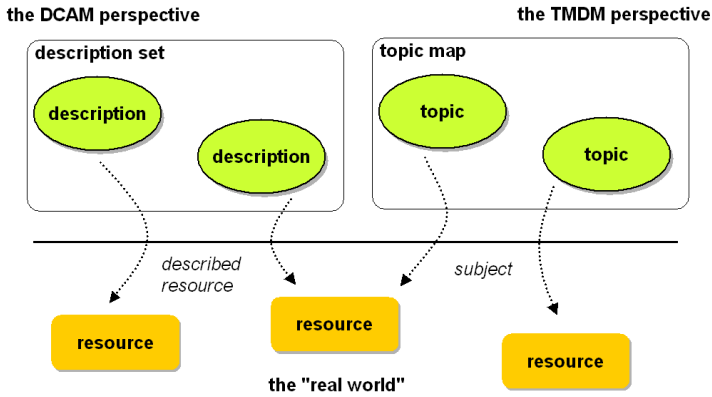 the DCAM perspective
the TMDM perspective
description set
description
description
topic map
topic
topic
described
resource
subject
resource
resource
resource
the "real world"